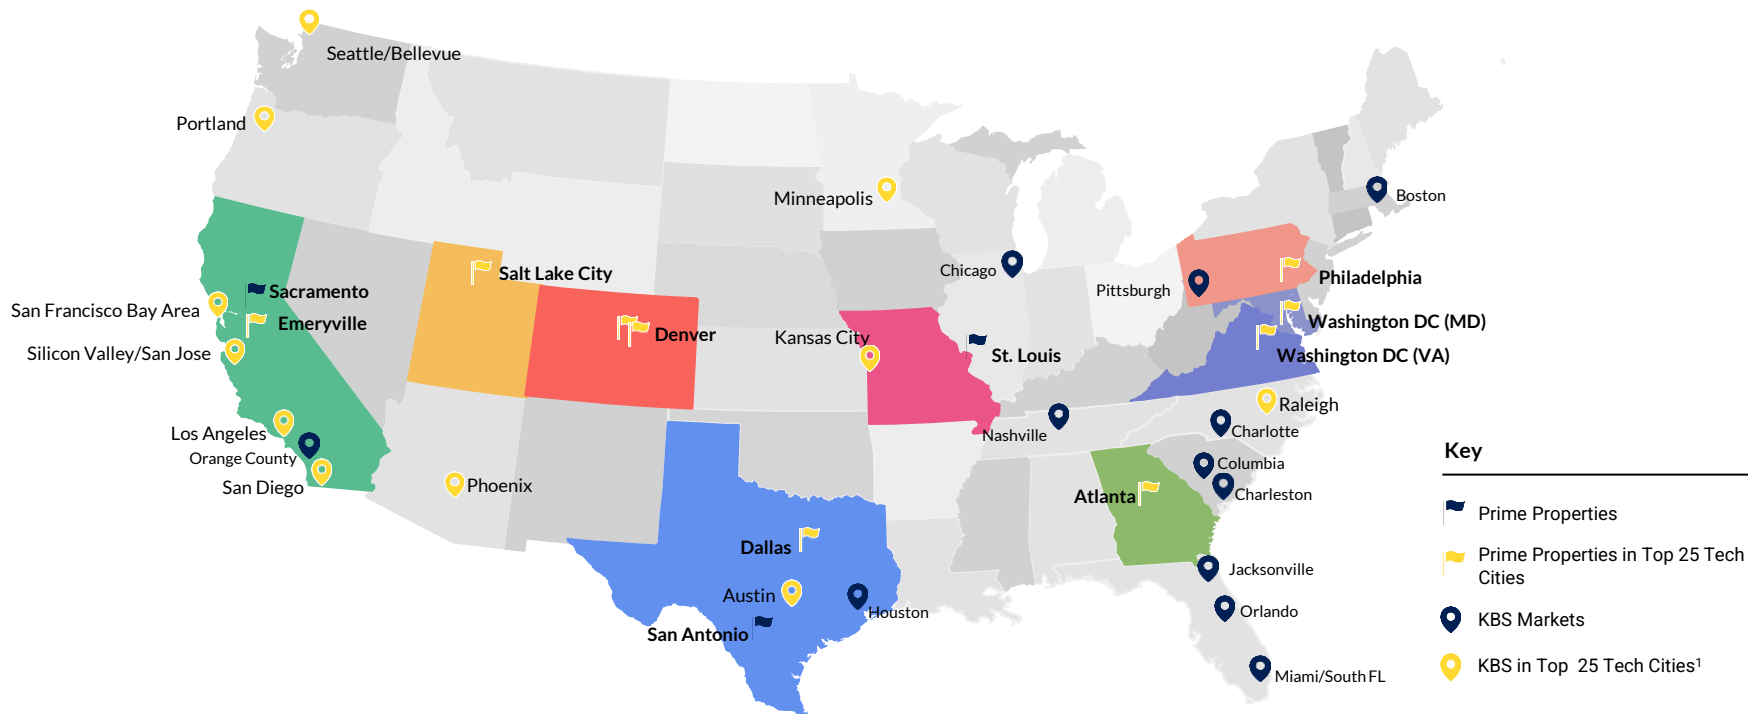 Seattle/Bellevue
Portland
Minneapolis
Boston
Chicago
Salt Lake City
Pittsburgh
Philadelphia
Sacramento
San Francisco Bay Area
Emeryville
Washington DC (MD)
Denver
Kansas City
Silicon Valley/San Jose
St. Louis
Washington DC (VA)
Raleigh
Los Angeles
Nashville
Charlotte
Orange County
Key
San Diego
Phoenix
Columbia
Atlanta
Charleston
Prime Properties
Dallas
Prime Properties in Top 25 Tech
Cities
Jacksonville
Austin
Houston
Orlando
KBS Markets
San Antonio
KBS in Top 25 Tech Cities¹
Miami/South FL